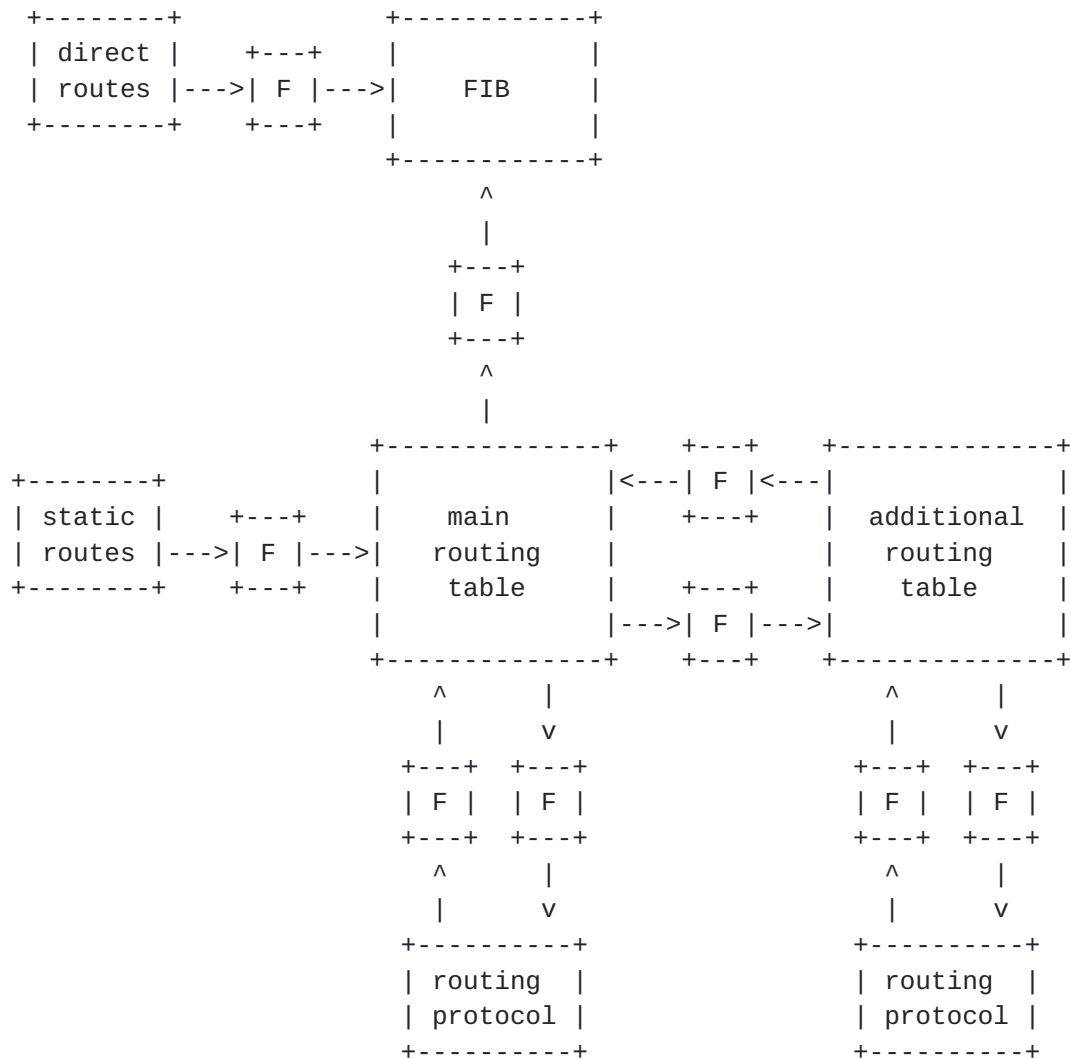 direct
routes
F
FIB
F
static
routes
F
main
routing
table
F
F
additional
routing
table
F
F
F
F
routing
protocol
routing
protocol